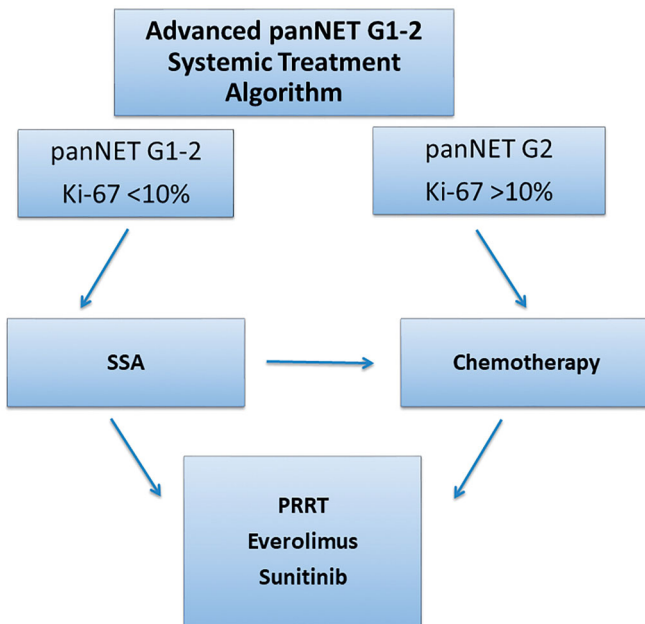 Advanced panNET G1-2
Systemic Treatment
Algorithm
panNET G1-2
Ki-67 <10%
panNET G2
Ki-67 >10%
SSA
Chemotherapy
PRRT
Everolimus
Sunitinib